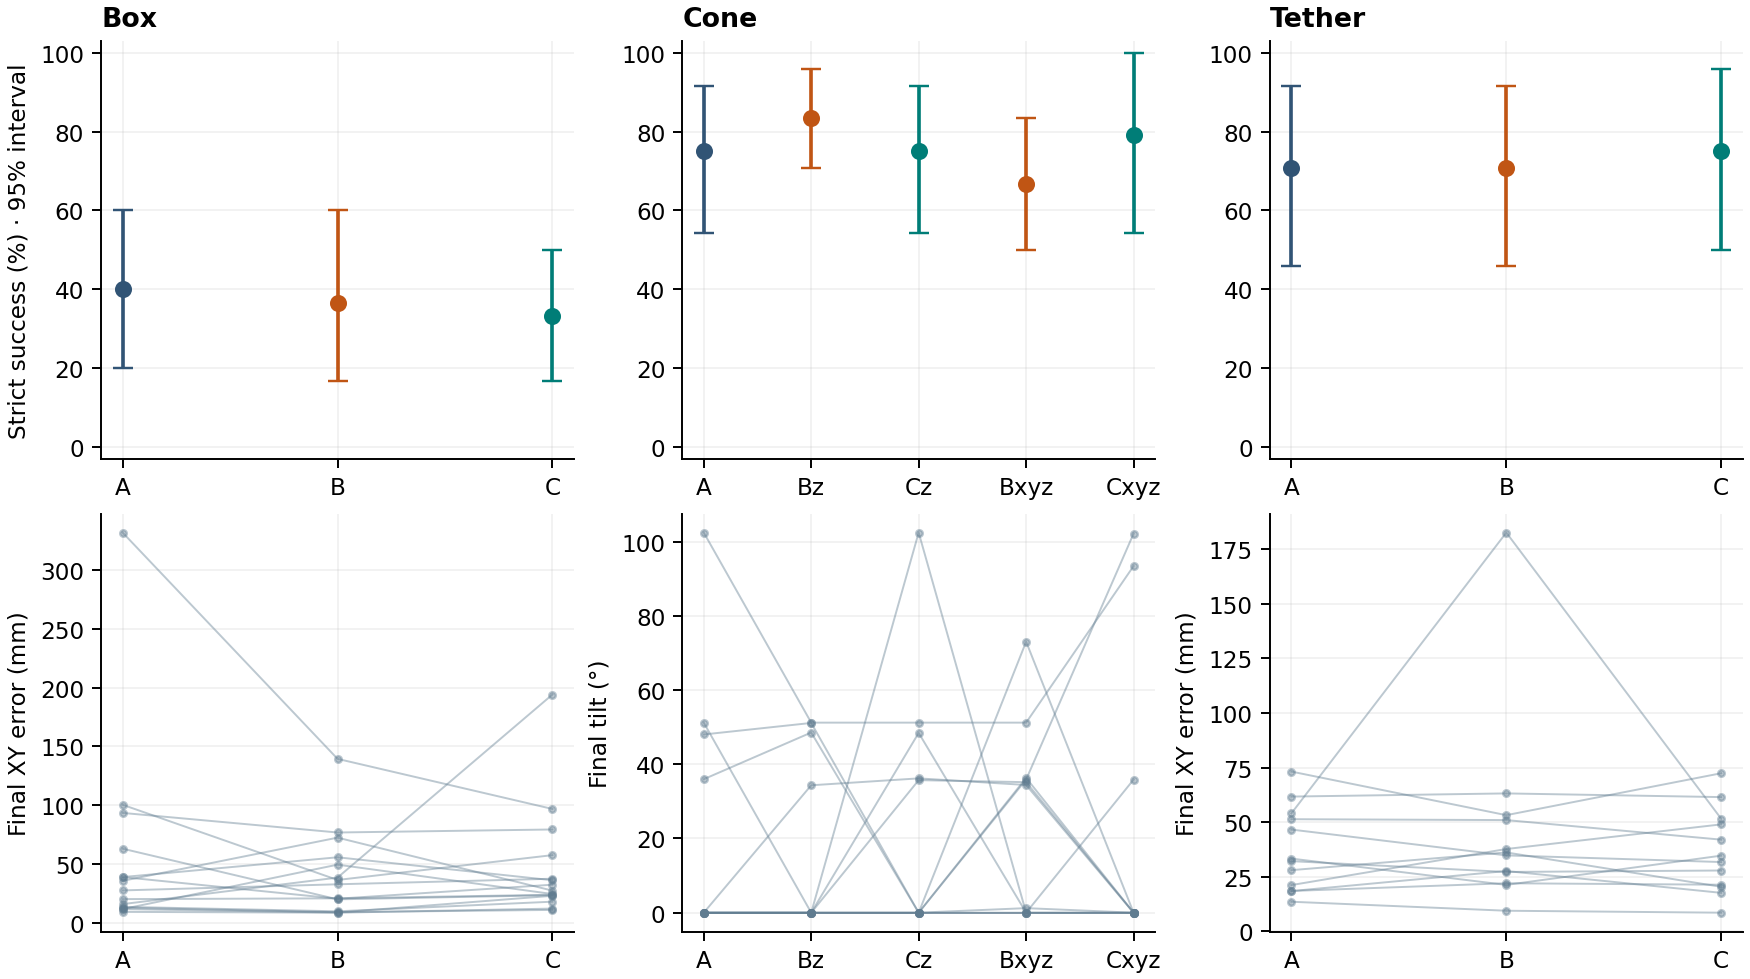 Box
Cone
Tether
Strict success (%) · 95% interval
100
80
60
40
20
0
A
B
C
100
80
60
40
20
0
A
Bz
Cz
Bxyz
Cxyz
100
80
60
40
20
0
A
B
C
Final XY error (mm)
300
250
200
150
100
50
0
A
B
C
Final tilt (°)
100
80
60
40
20
0
A
Bz
Cz
Bxyz
Cxyz
Final XY error (mm)
175
150
125
100
75
50
25
0
A
B
C